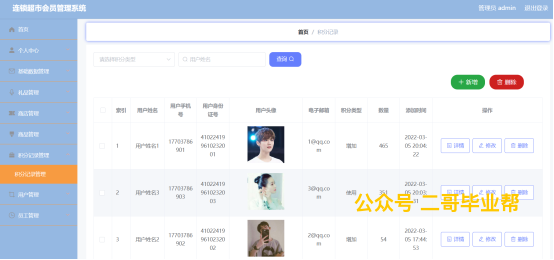 连锁超市会员管理系统
管理员 admin
退出登录
首页
个人中心
基础数据管理
礼品管理
商店管理
商品管理
积分记录管理
积分记录管理
用户管理
员工管理
首页 / 积分记录
请选择积分类型
用户姓名
查询
+ 新增
删除
索引 用户姓名 用户手机号 用户身份证号 用户头像 电子邮箱 积分类型 数量 添加时间 操作
1 用户姓名1 17703786901 410224199610232001 1@qq.com 增加 465 2022-03-05 20:04:22 详情 修改 删除
2 用户姓名3 17703786903 410224199610232003 3@qq.com 使用 351 2022-03-05 20:03:31 详情 修改 删除
公众号 二哥毕业帮
3 用户姓名2 17703786902 410224199610232002 2@qq.com 增加 54 2022-03-05 17:44:53 详情 修改 删除